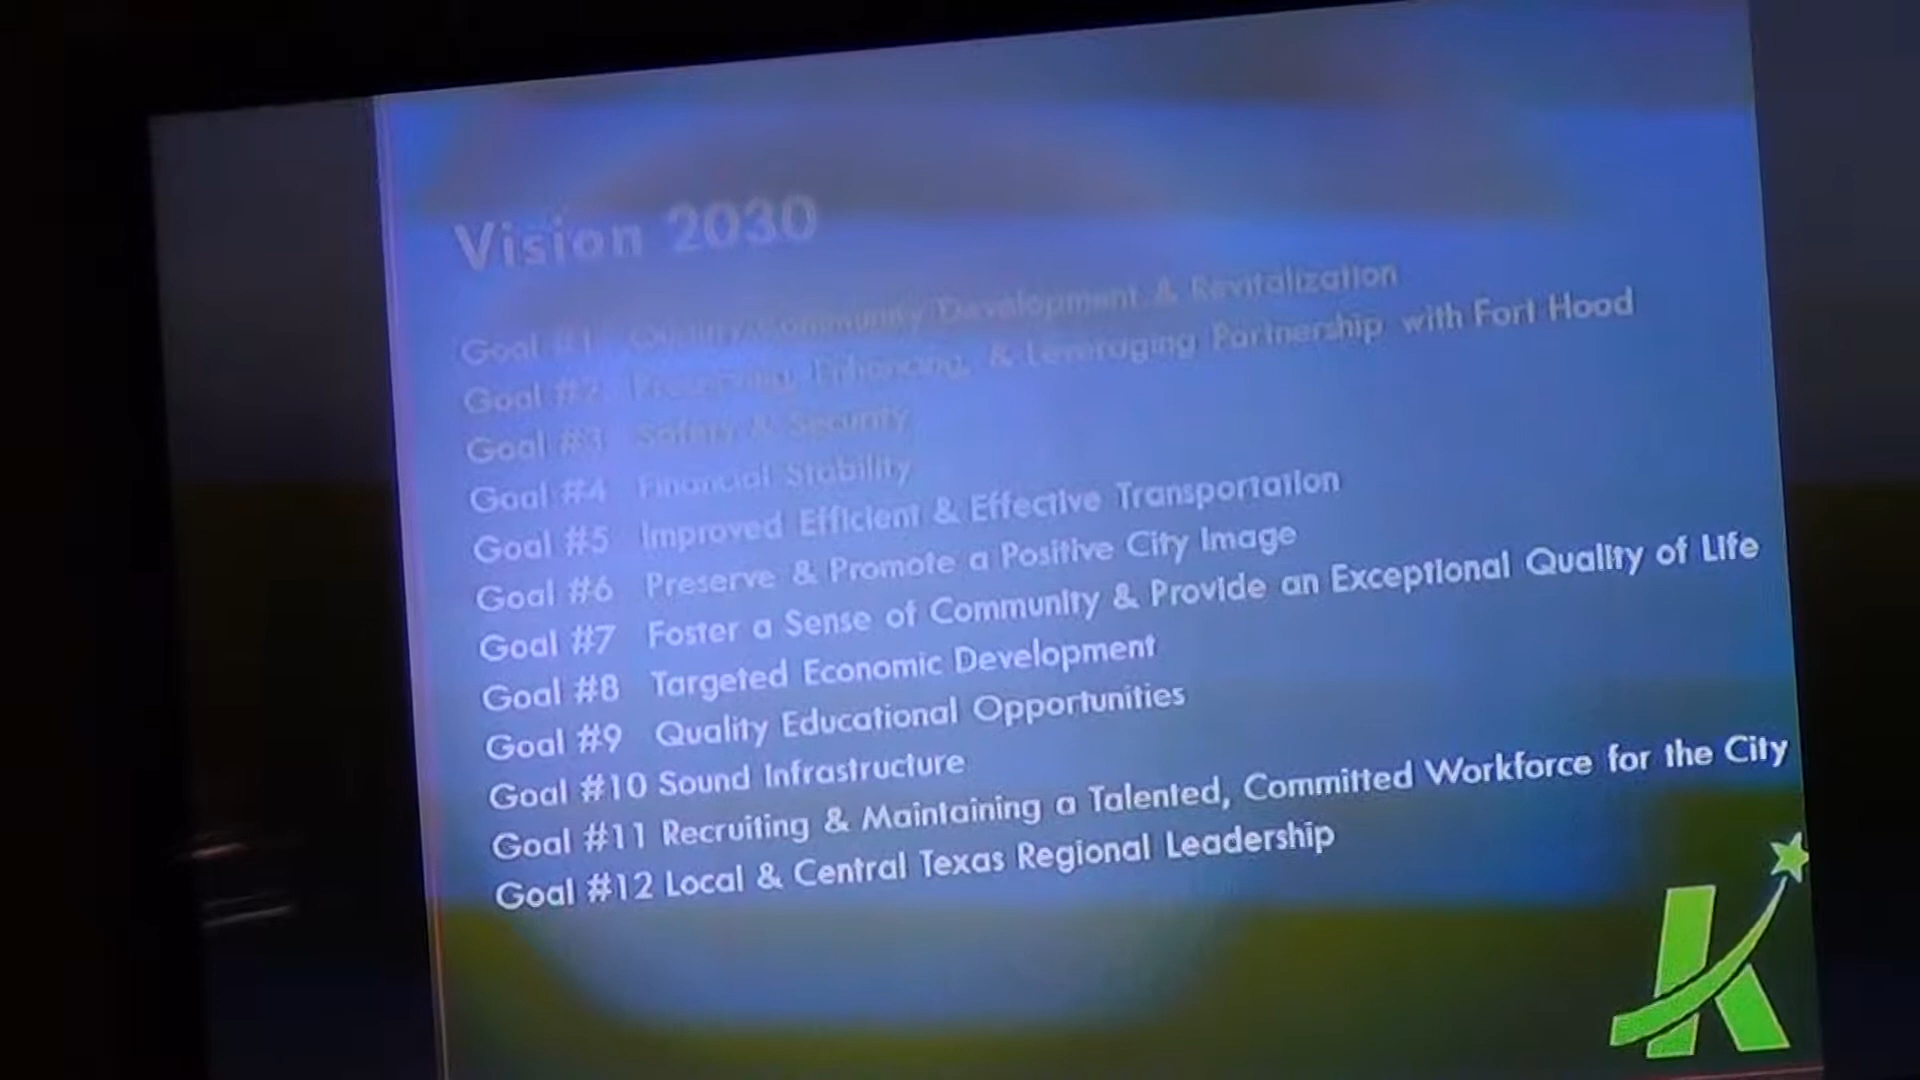 Vision 2030
Goal #1 Quality Community Development & Revitalization
Goal #2 Preserving, Enhancing, & Leveraging Partnership with Fort Hood
Goal #3 Safety & Security
Goal #4 Financial Stability
Goal #5 Improved Efficient & Effective Transportation
Goal #6 Preserve & Promote a Positive City Image
Goal #7 Foster a Sense of Community & Provide an Exceptional Quality of Life
Goal #8 Targeted Economic Development
Goal #9 Quality Educational Opportunities
Goal #10 Sound Infrastructure
Goal #11 Recruiting & Maintaining a Talented, Committed Workforce for the City
Goal #12 Local & Central Texas Regional Leadership
K